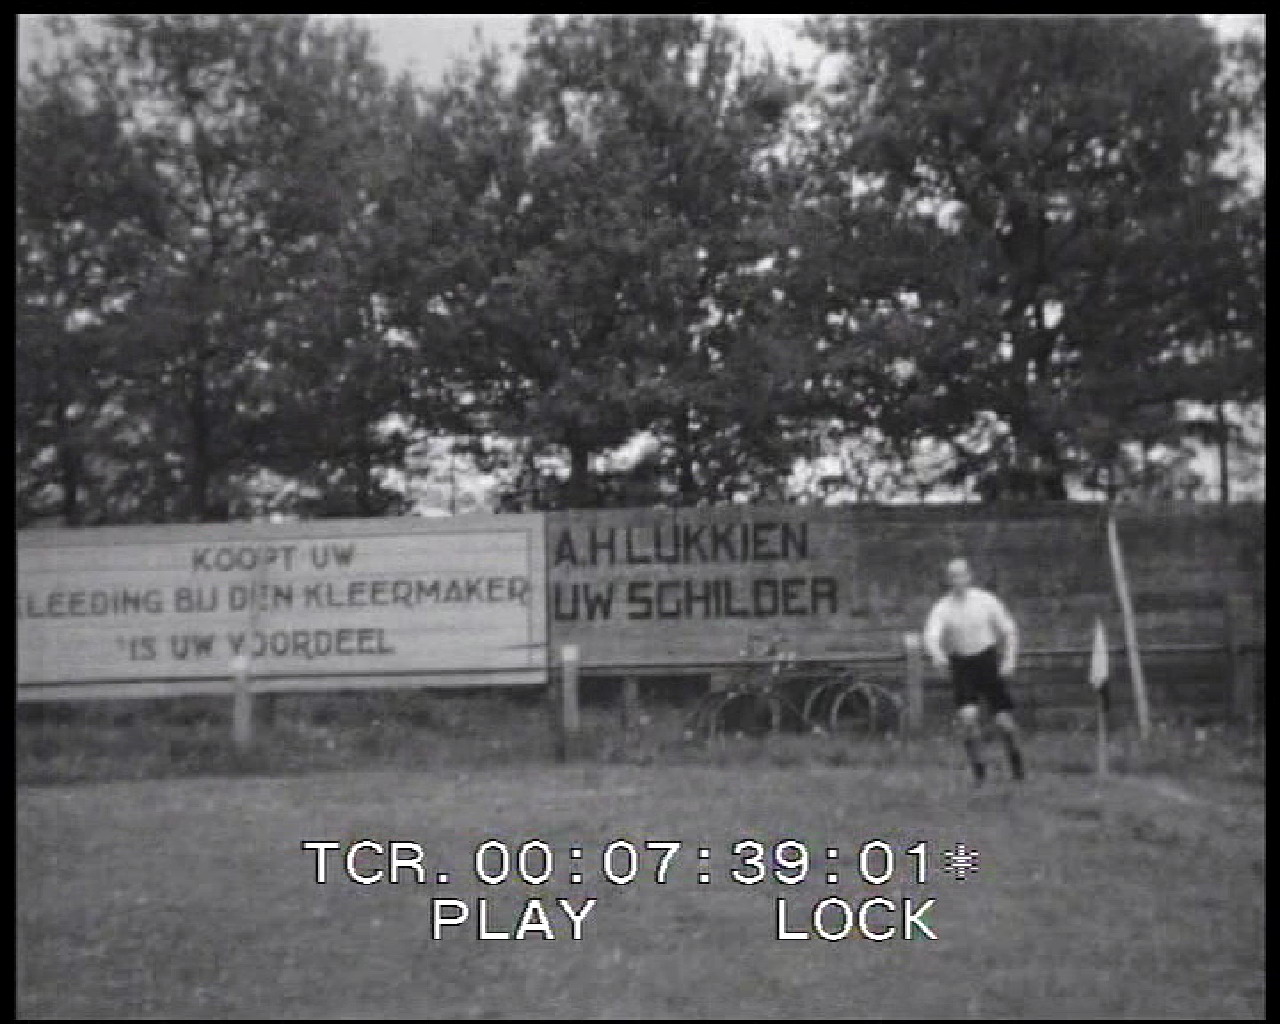 KOOPT UW
KLEEDING BIJ DEN KLEERMAKER
'IS UW VOORDEEL
A.H. LUKKIEN
UW SCHILDER
TCR. 00:07:39:01*
PLAY LOCK